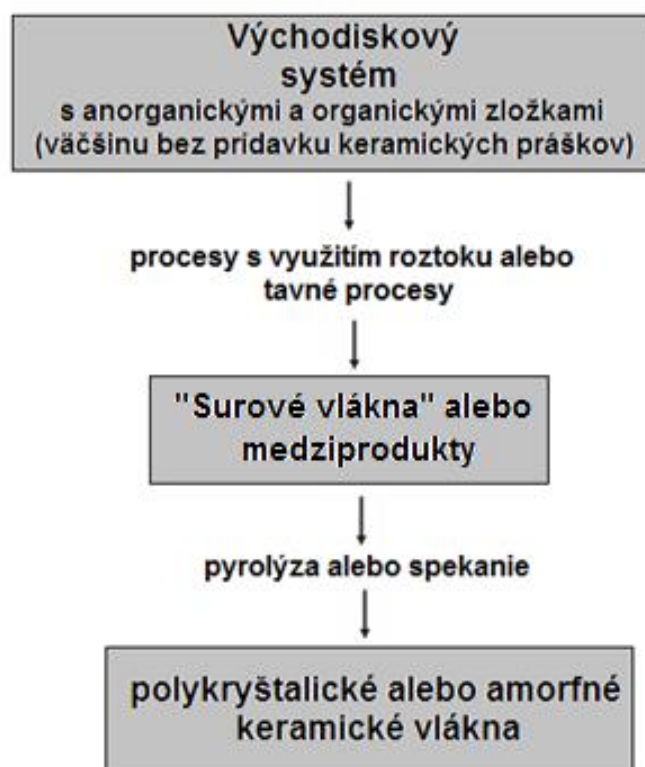 Východiskový
systém
s anorganickými a organickými zložkami
(väčšinu bez prídavku keramických práškov)
procesy s využitím roztoku alebo
tavné procesy
"Surové vlákna" alebo
medziprodukty
pyrolýza alebo spekanie
polykryštalické alebo amorfné
keramické vlákna